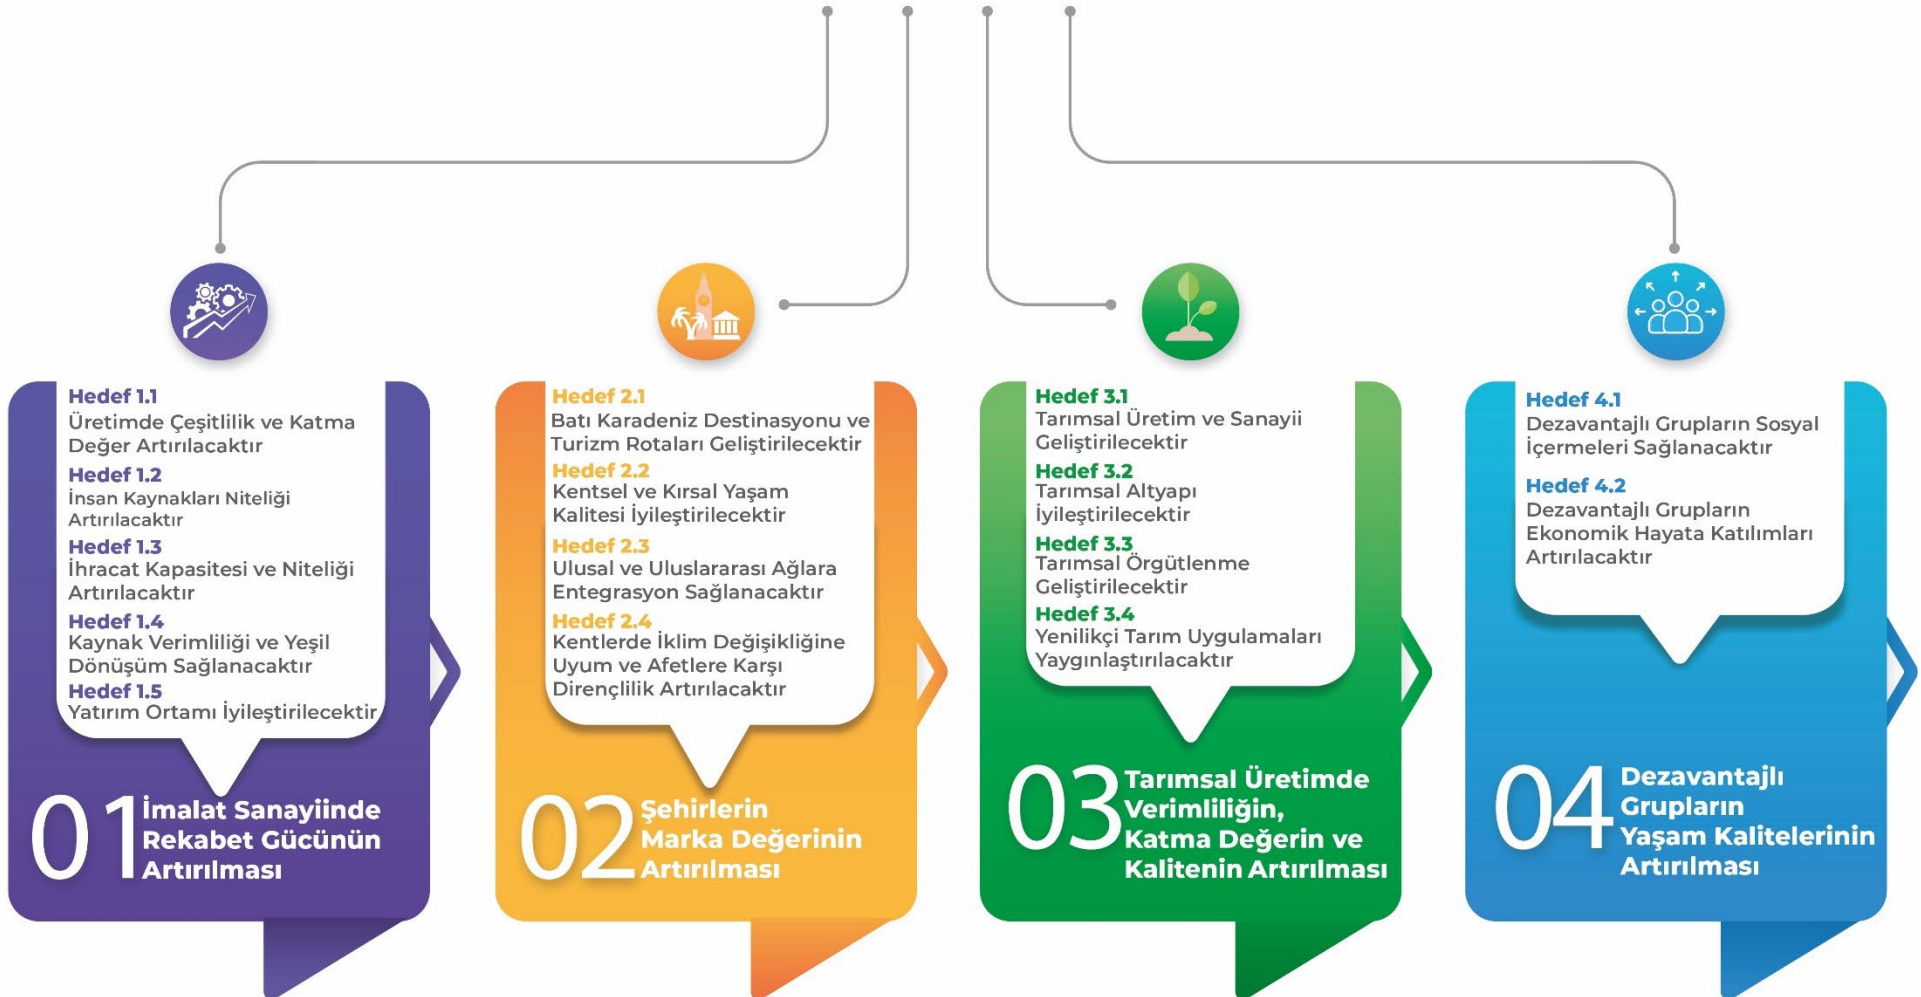 Hedef 1.1
Üretimde Çeşitlilik ve Katma
Değer Artırılacaktır
Hedef 1.2
İnsan Kaynakları Niteliği
Artırılacaktır
Hedef 1.3
İhracat Kapasitesi ve Niteliği
Artırılacaktır
Hedef 1.4
Kaynak Verimliliği ve Yeşil
Dönüşüm Sağlanacaktır
Hedef 1.5
Yatırım Ortamı İyileştirilecektir
01
İmalat Sanayiinde
Rekabet Gücünün
Artırılması
Hedef 2.1
Batı Karadeniz Destinasyonu ve
Turizm Rotaları Geliştirilecektir
Hedef 2.2
Kentsel ve Kırsal Yaşam
Kalitesi İyileştirilecektir
Hedef 2.3
Ulusal ve Uluslararası Ağlara
Entegrasyon Sağlanacaktır
Hedef 2.4
Kentlerde İklim Değişikliğine
Uyum ve Afetlere Karşı
Dirençlilik Artırılacaktır
02
Şehirlerin
Marka Değerinin
Artırılması
Hedef 3.1
Tarımsal Üretim ve Sanayii
Geliştirilecektir
Hedef 3.2
Tarımsal Altyapı
İyileştirilecektir
Hedef 3.3
Tarımsal Örgütlenme
Geliştirilecektir
Hedef 3.4
Yenilikçi Tarım Uygulamaları
Yaygınlaştırılacaktır
03
Tarımsal Üretimde
Verimliliğin,
Katma Değerin ve
Kalitenin Artırılması
Hedef 4.1
Dezavantajlı Grupların Sosyal
İçermeleri Sağlanacaktır
Hedef 4.2
Dezavantajlı Grupların
Ekonomik Hayata Katılımları
Artırılacaktır
04
Dezavantajlı
Grupların
Yaşam Kalitelerinin
Artırılması